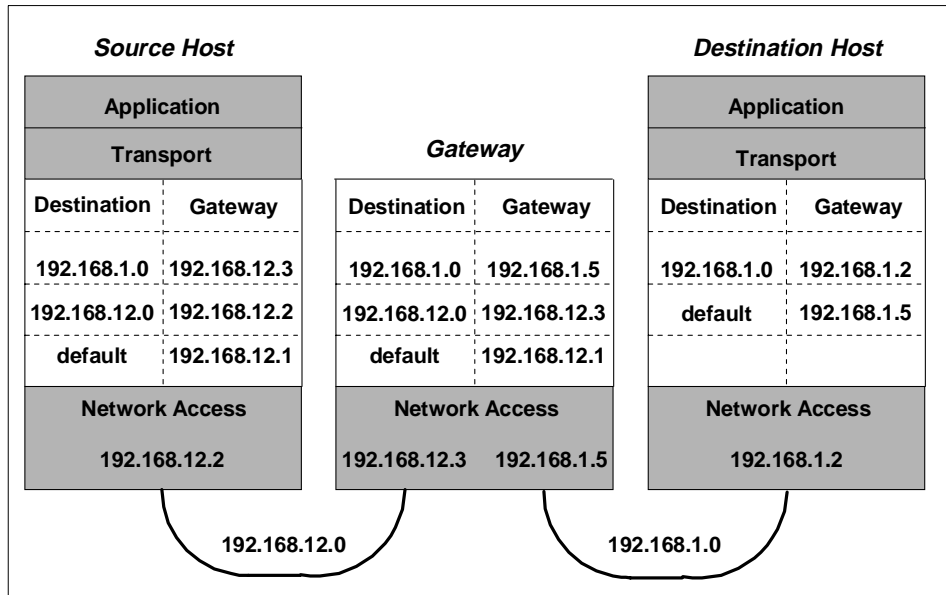 Source Host
Destination Host
Application
Transport
Destination Gateway
192.168.1.0 192.168.12.3
192.168.12.0 192.168.12.2
default 192.168.12.1
Network Access
192.168.12.2
Gateway
Destination Gateway
192.168.1.0 192.168.1.5
192.168.12.0 192.168.12.3
default 192.168.12.1
Network Access
192.168.12.3 192.168.1.5
Application
Transport
Destination Gateway
192.168.1.0 192.168.1.2
default 192.168.1.5
Network Access
192.168.1.2
192.168.12.0
192.168.1.0